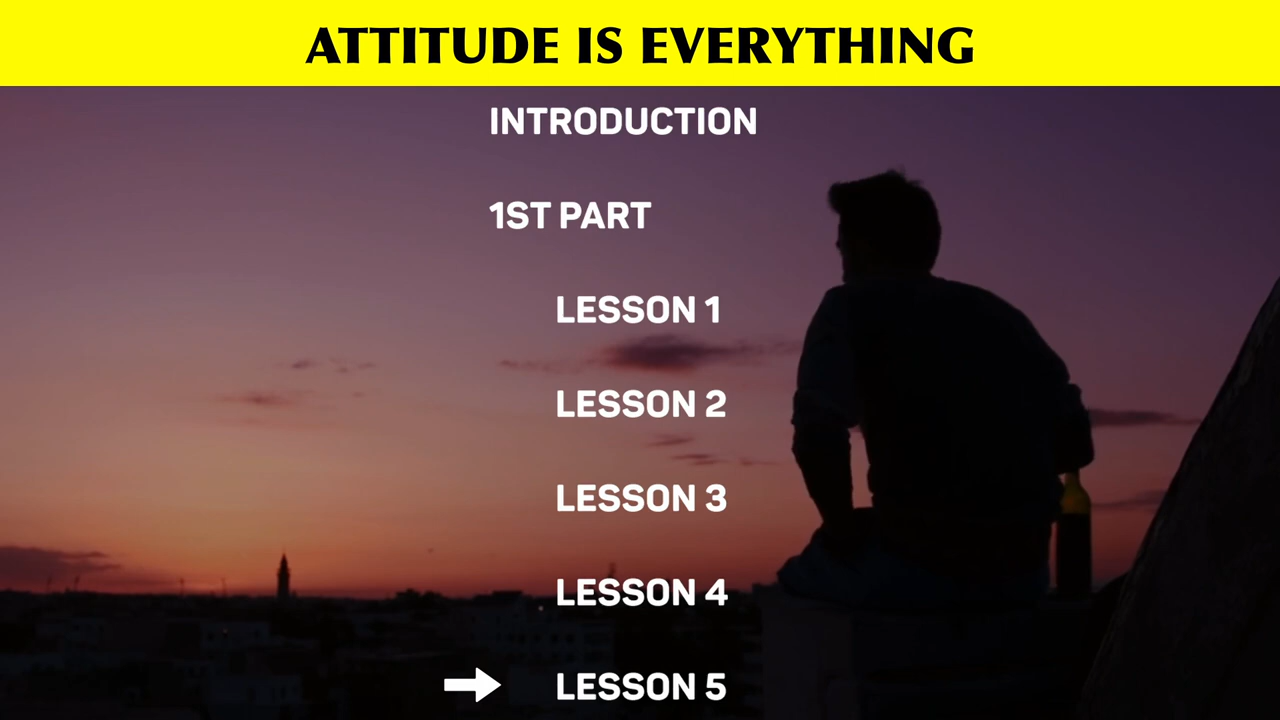 ATTITUDE IS EVERYTHING
INTRODUCTION
1ST PART
LESSON 1
LESSON 2
LESSON 3
LESSON 4
LESSON 5